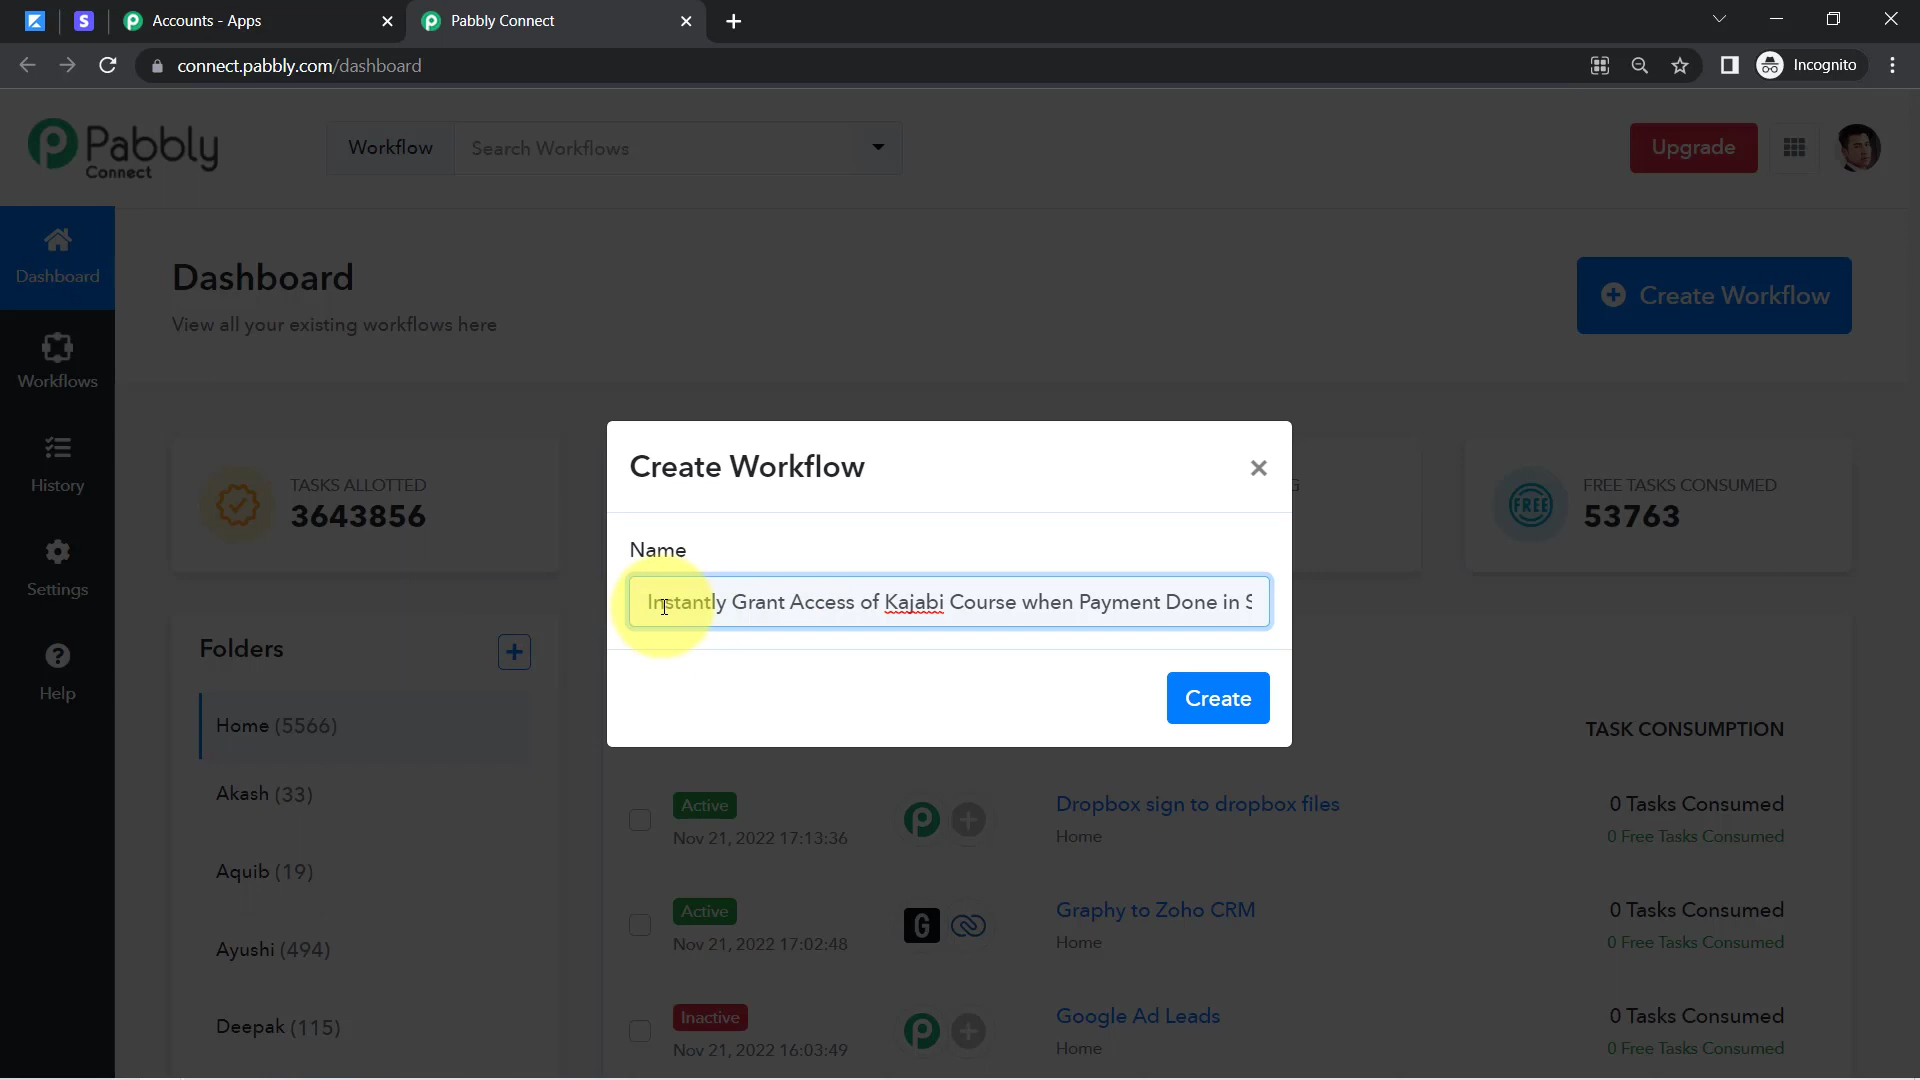 Accounts - Apps
Pabbly Connect
connect.pabbly.com/dashboard
Incognito
Pabbly
Connect
Workflow
Search Workflows
Upgrade
Dashboard
Workflows
History
Settings
Help
Dashboard
View all your existing workflows here
Create Workflow
TASKS ALLOTTED
3643856
G
FREE
FREE TASKS CONSUMED
53763
Create Workflow
Name
Instantly Grant Access of Kajabi Course when Payment Done in S
Create
Folders
Home (5566)
Akash (33)
Aquib (19)
Ayushi (494)
Deepak (115)
TASK CONSUMPTION
Active
Nov 21, 2022 17:13:36
Dropbox sign to dropbox files
Home
0 Tasks Consumed
0 Free Tasks Consumed
Active
Nov 21, 2022 17:02:48
G
Graphy to Zoho CRM
Home
0 Tasks Consumed
0 Free Tasks Consumed
Inactive
Nov 21, 2022 16:03:49
Google Ad Leads
Home
0 Tasks Consumed
0 Free Tasks Consumed